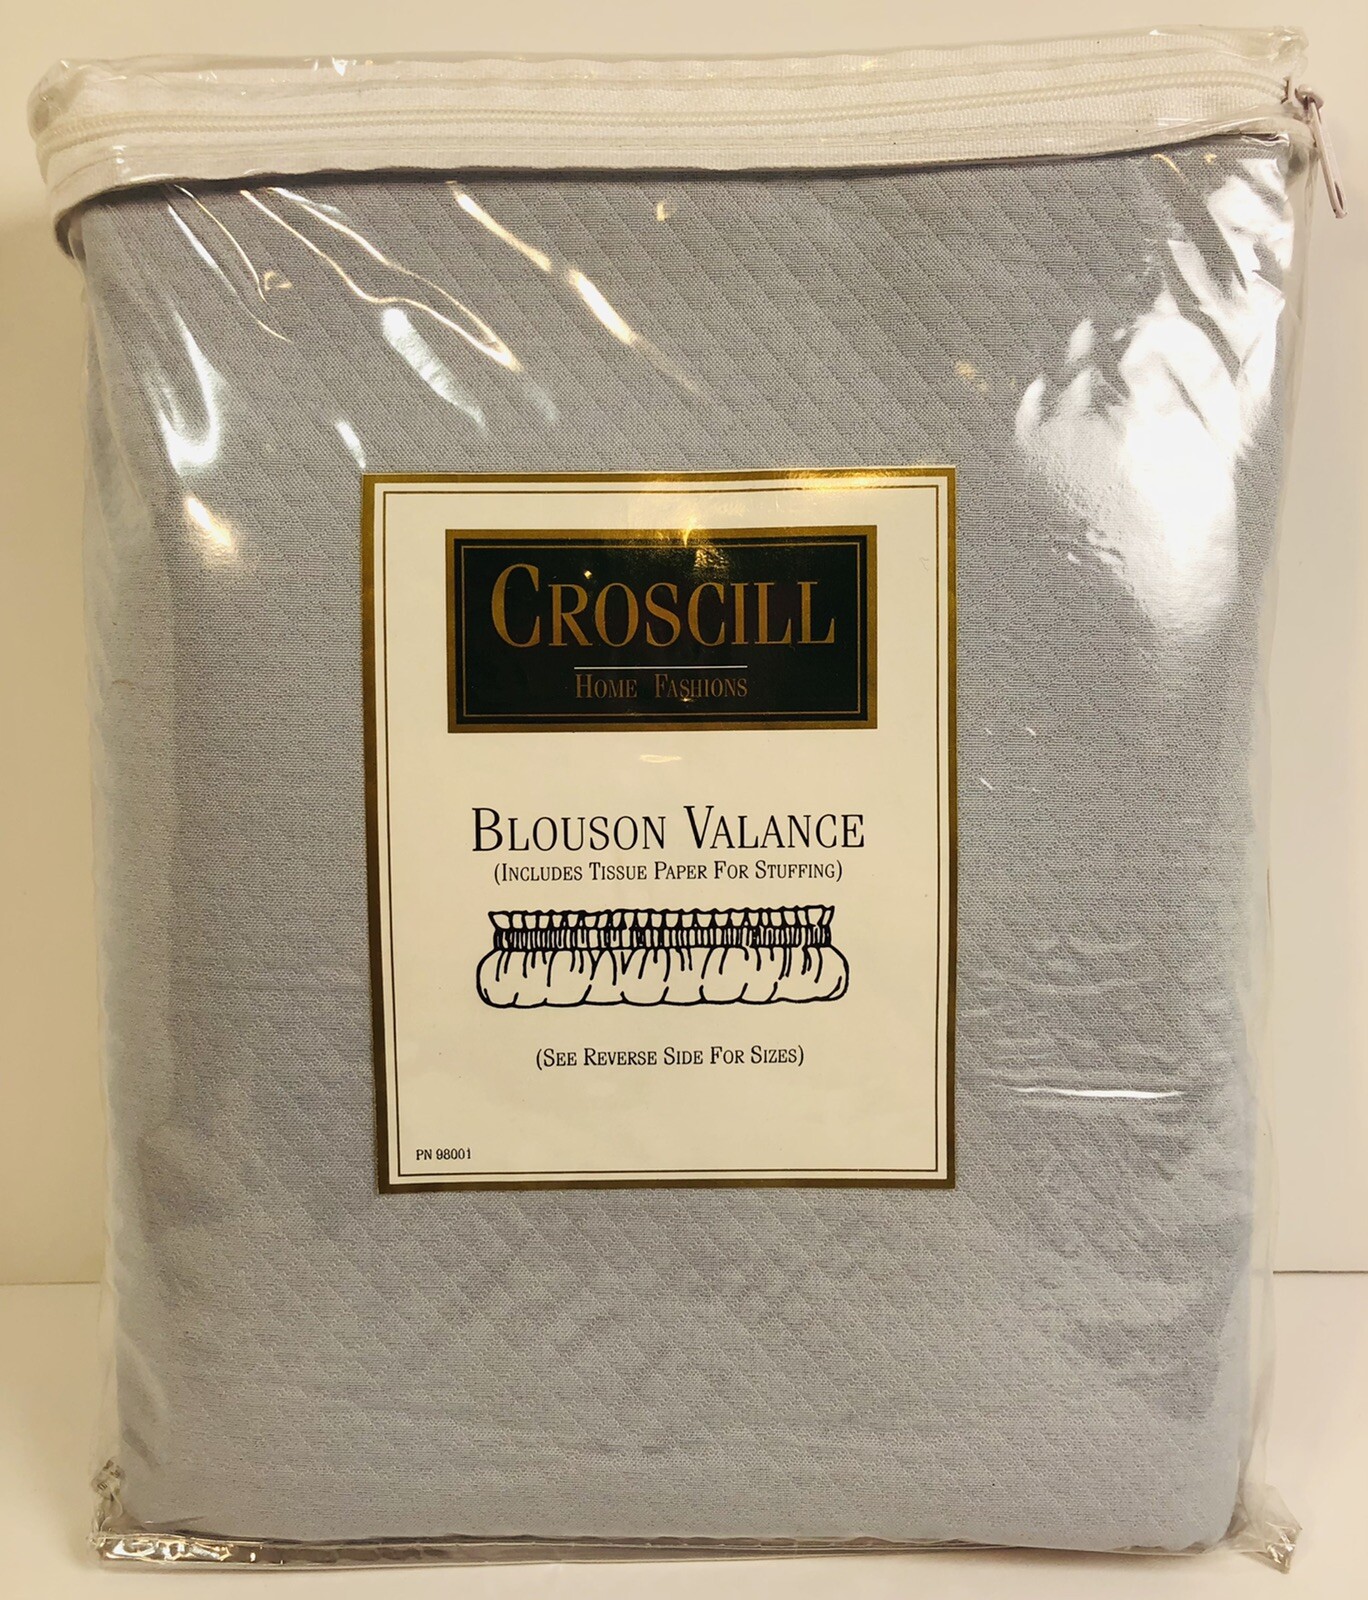 CROSCILL
HOME FASHIONS
BLOUSON VALANCE
(INCLUDES TISSUE PAPER FOR STUFFING)
(SEE REVERSE SIDE FOR SIZES)
PN 98001